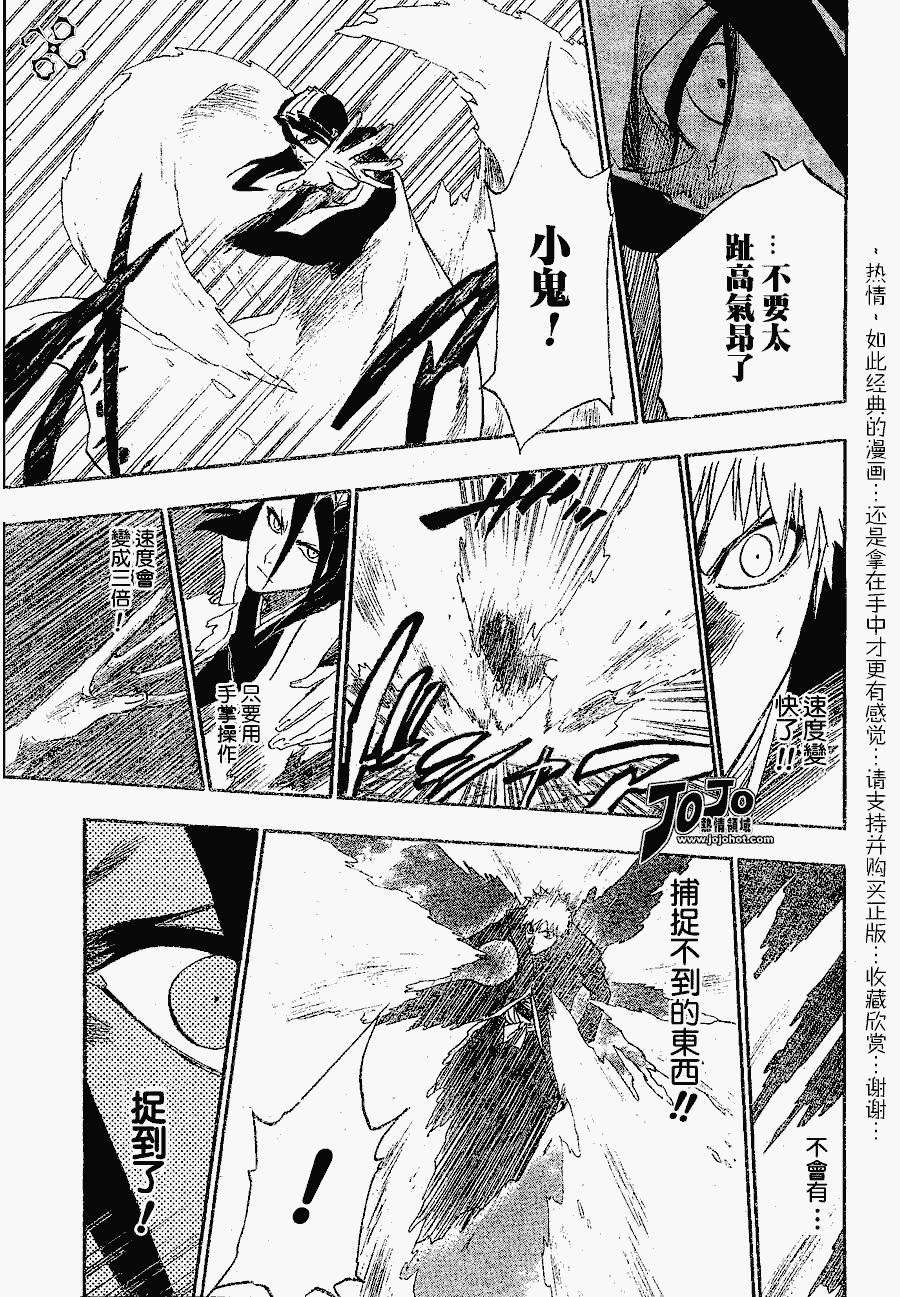 …不要太
趾高氣昂了
小鬼！
速度變
快了!!
只要用
手掌操作
速度會
變成三倍！
不會有…
捕捉不到的東西!!
！
捉到了！
JOJO
熱情領域
www.jojohot.com
~热情~如此经典的漫画…还是拿在手中才更有感觉…请支持并购买正版…收藏欣赏…谢谢…